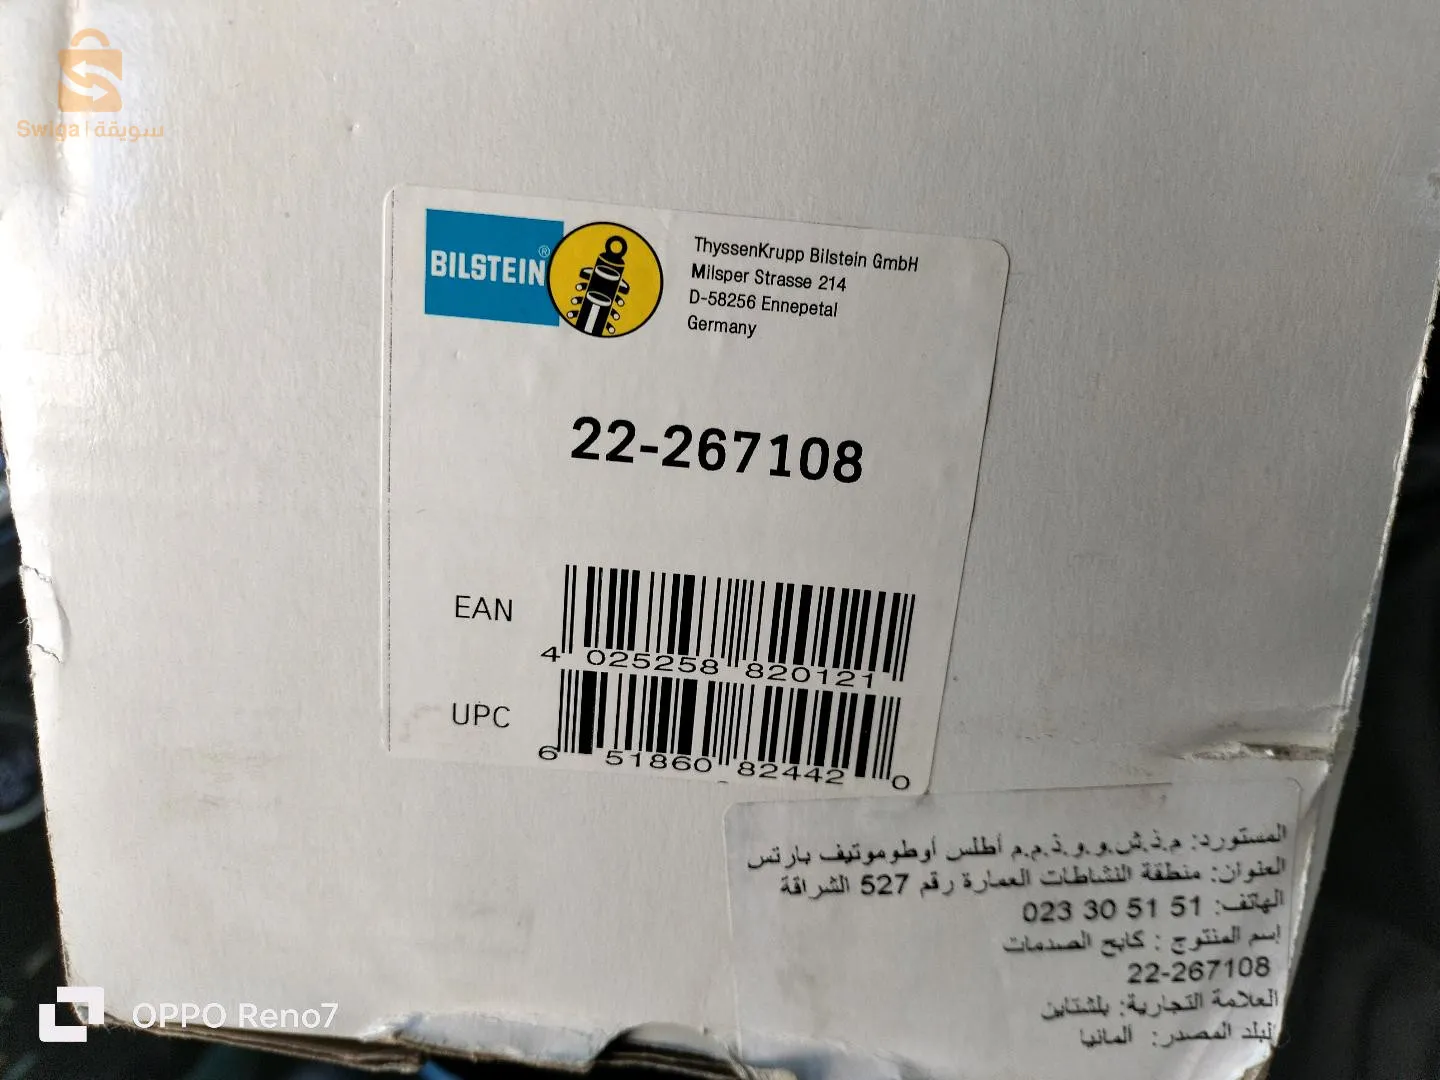 Swiga | سويقة
BILSTEIN®
ThyssenKrupp Bilstein GmbH
Milsper Strasse 214
D-58256 Ennepetal
Germany
22-267108
EAN
4 025258 820121
UPC
6 51860 82442 0
المستورد: م.ذ.ش.و.و.ذ.م.م أطلس أوطوموتيف بارتس
العنوان: منطقة النشاطات العمارة رقم 527 الشراقة
الهاتف: 023 30 51 51
إسم المنتوج : كابح الصدمات
22-267108
العلامة التجارية: بلشتاين
البلد المصدر: المانيا
OPPO Reno7